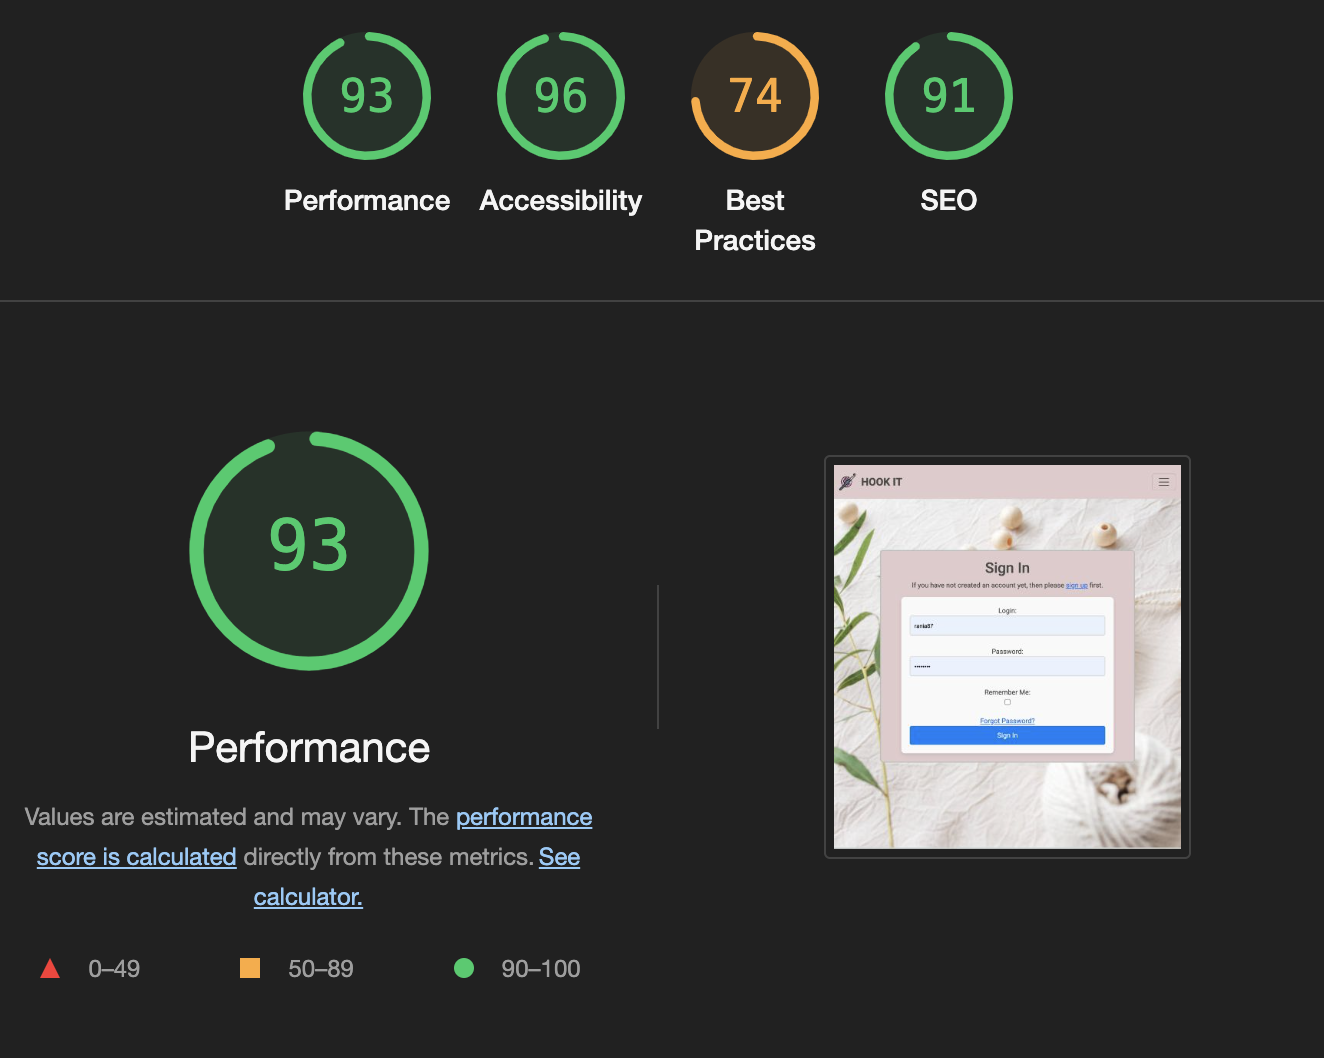 93
96
74
91
Performance
Accessibility
Best
Practices
SEO
93
Performance
Values are estimated and may vary. The performance
score is calculated directly from these metrics. See
calculator.
0–49
50–89
90–100
HOOK IT
Sign In
If you have not created an account yet, then please sign up first.
Login:
rania87
Password:
Remember Me:
Forgot Password?
Sign In